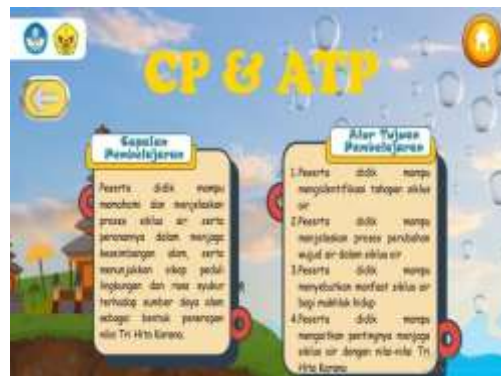 CP & ATP
Capaian
Pembelajaran
Peserta didik mampu
memahami dan menjelaskan
proses siklus air serta
perannya dalam menjaga
keseimbangan alam, serta
menunjukkan sikap peduli
lingkungan dan rasa syukur
terhadap sumber daya alam
sebagai bentuk penerapan
nilai Tri Hita Karana.
Alur Tujuan
Pembelajaran
1.Peserta didik mampu
mengidentifikasi tahapan siklus
air
2.Peserta didik mampu
menjelaskan proses perubahan
wujud air dalam siklus air
3.Peserta didik mampu
menyebutkan manfaat siklus air
bagi makhluk hidup
4.Peserta didik mampu
mengaitkan pentingnya menjaga
siklus air dengan nilai-nilai Tri
Hita Karana